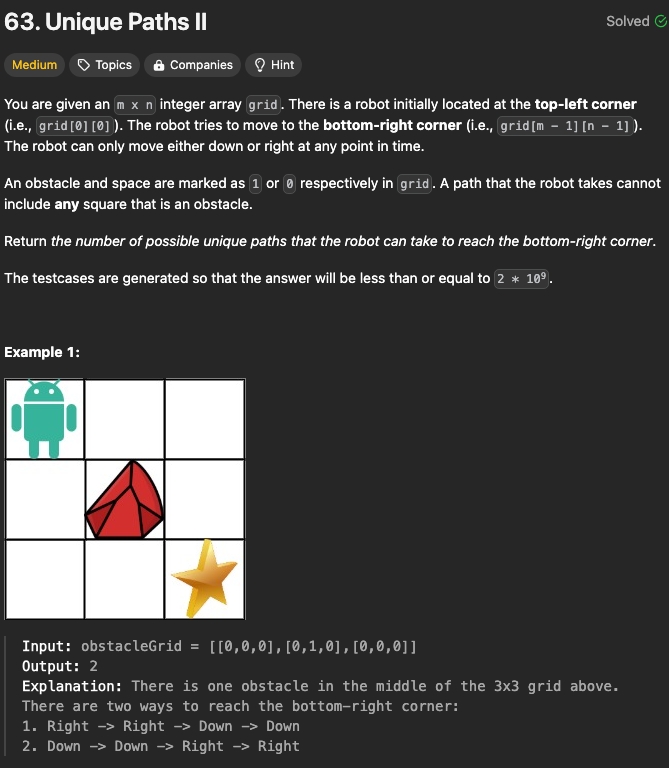 63. Unique Paths II
Solved
Medium Topics Companies Hint
You are given an m x n integer array grid. There is a robot initially located at the top-left corner
(i.e., grid[0][0]). The robot tries to move to the bottom-right corner (i.e., grid[m - 1][n - 1]).
The robot can only move either down or right at any point in time.
An obstacle and space are marked as 1 or 0 respectively in grid. A path that the robot takes cannot
include any square that is an obstacle.
Return the number of possible unique paths that the robot can take to reach the bottom-right corner.
The testcases are generated so that the answer will be less than or equal to 2 * 10⁹.
Example 1:
Input: obstacleGrid = [[0,0,0],[0,1,0],[0,0,0]]
Output: 2
Explanation: There is one obstacle in the middle of the 3x3 grid above.
There are two ways to reach the bottom-right corner:
1. Right -> Right -> Down -> Down
2. Down -> Down -> Right -> Right